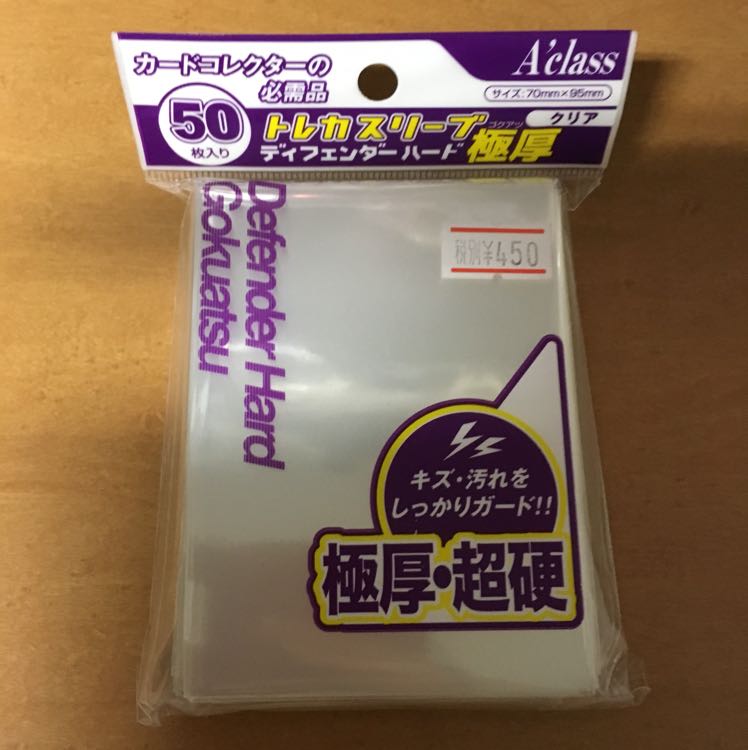 カードコレクターの
必需品
50
枚入り
トレカスリーブ
ディフェンダーハード
ゴクアツ
極厚
A'class
サイズ:70mm×95mm
クリア
Defender Hard
Gokuatsu
税別¥450
キズ・汚れを
しっかりガード!!
極厚・超硬